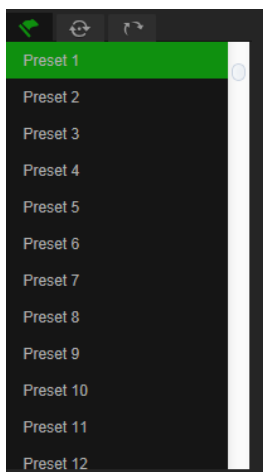 Preset 1
Preset 2
Preset 3
Preset 4
Preset 5
Preset 6
Preset 7
Preset 8
Preset 9
Preset 10
Preset 11
Preset 12